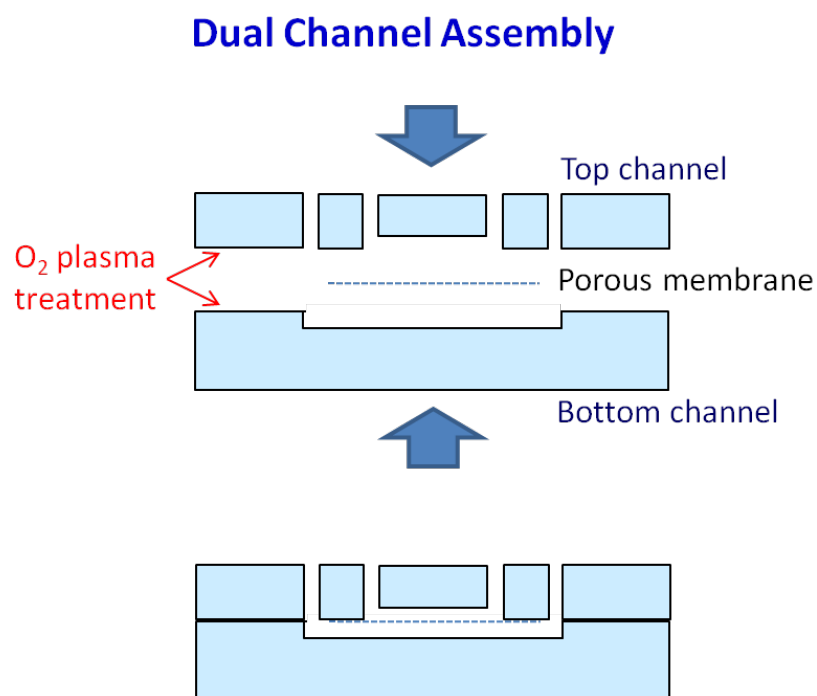 Dual Channel Assembly
Top channel
O₂ plasma
treatment
Porous membrane
Bottom channel